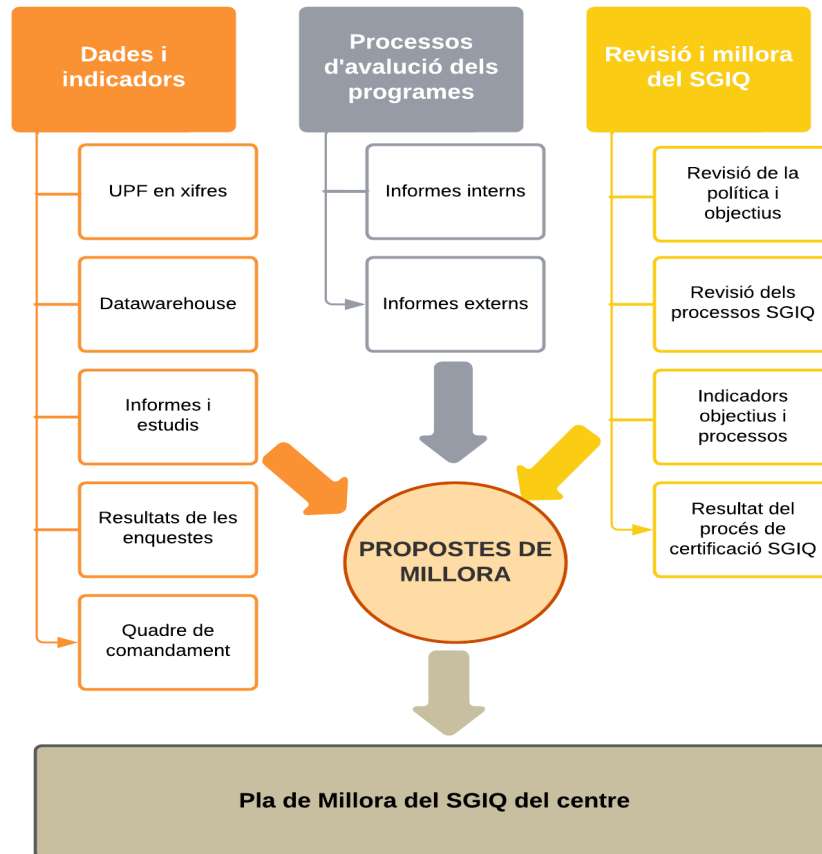 Dades i
indicadors
UPF en xifres
Datawarehouse
Informes i
estudis
Resultats de les
enquestes
Quadre de
comandament
Processos
d'avalució dels
programes
Informes interns
Informes externs
Revisió i millora
del SGIQ
Revisió de la
política i
objectius
Revisió dels
processos SGIQ
Indicadors
objectius i
processos
Resultat del
procés de
certificació SGIQ
PROPOSTES DE
MILLORA
Pla de Millora del SGIQ del centre